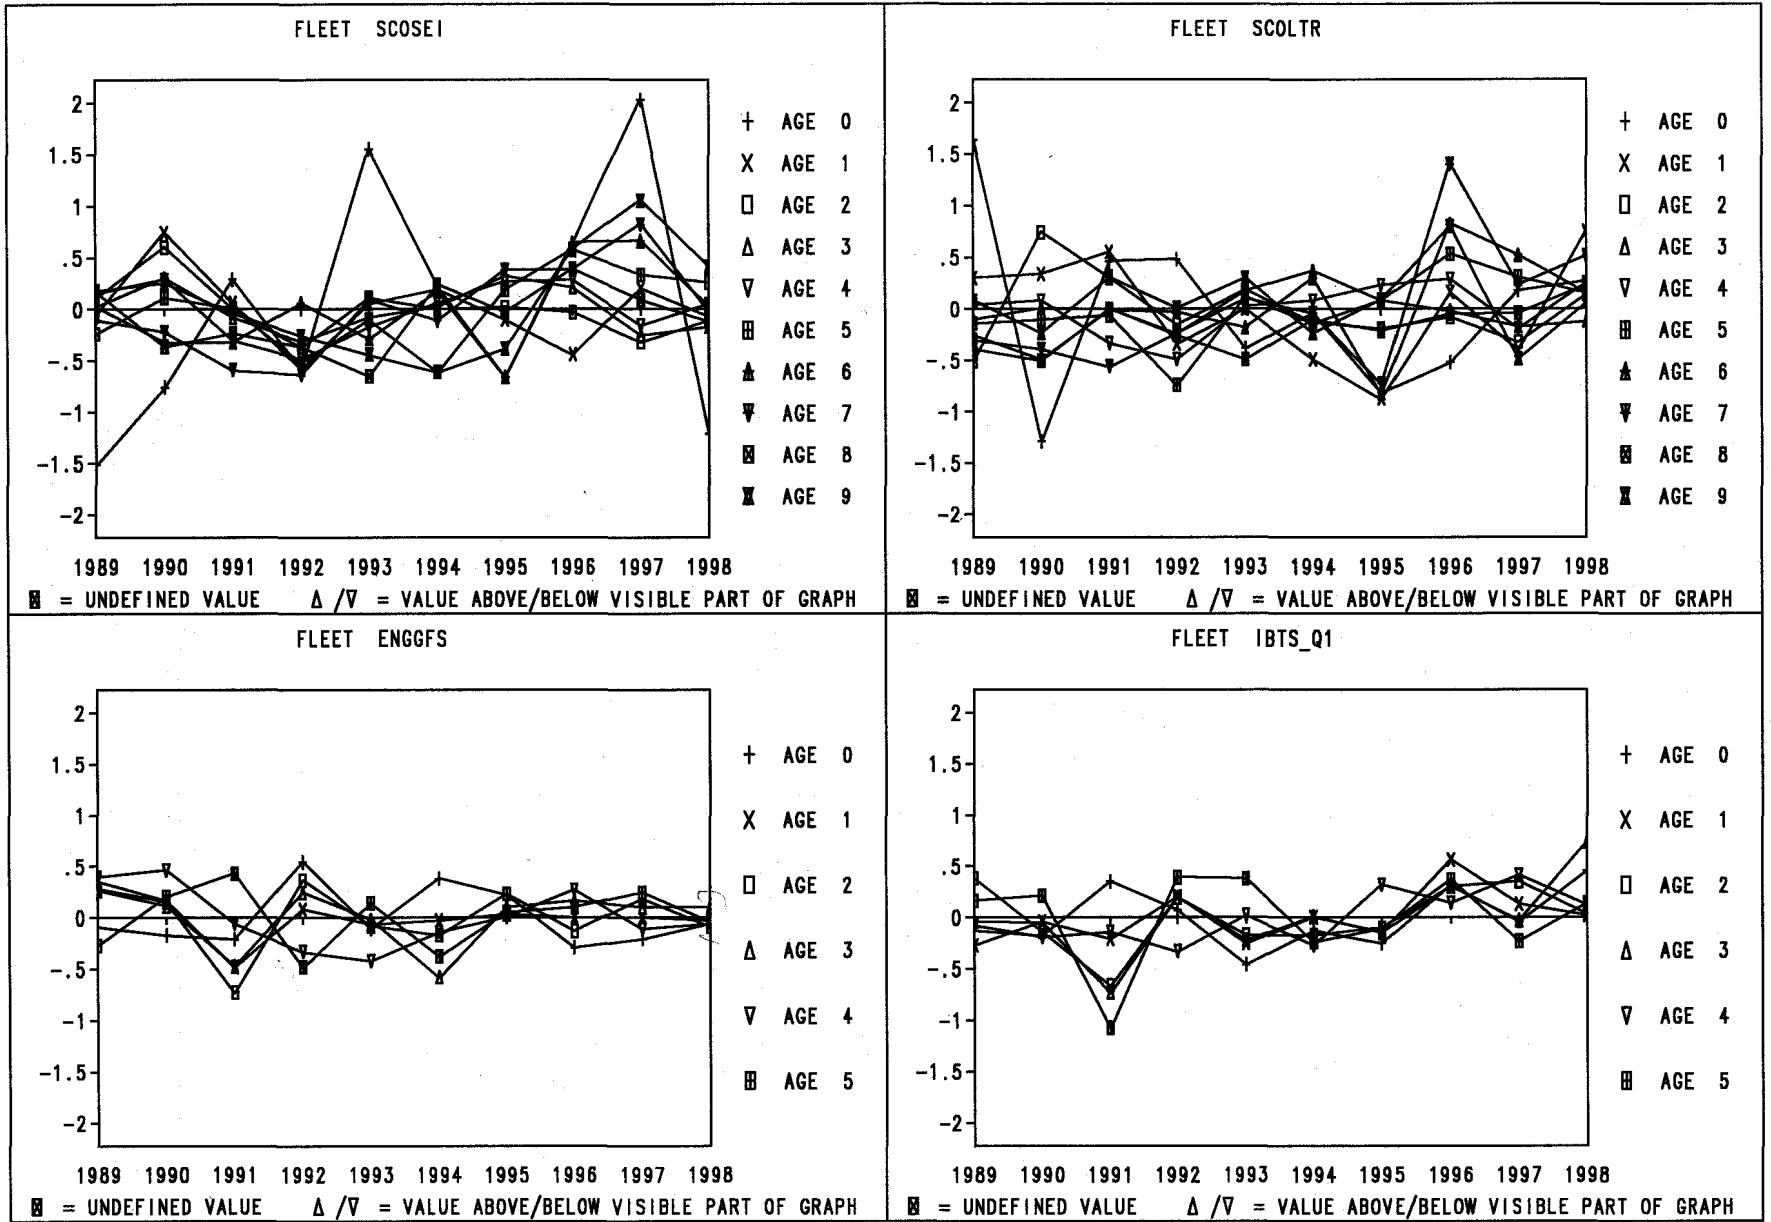 FLEET SCOSEI
2
1.5
1
.5
0
-.5
-1
-1.5
-2
1989 1990 1991 1992 1993 1994 1995 1996 1997 1998
+ AGE 0
X AGE 1
AGE 2
AGE 3
AGE 4
AGE 5
AGE 6
AGE 7
AGE 8
AGE 9
= UNDEFINED VALUE Δ /∇ = VALUE ABOVE/BELOW VISIBLE PART OF GRAPH
FLEET SCOLTR
2
1.5
1
.5
0
-.5
-1
-1.5
-2
1989 1990 1991 1992 1993 1994 1995 1996 1997 1998
+ AGE 0
X AGE 1
AGE 2
AGE 3
AGE 4
AGE 5
AGE 6
AGE 7
AGE 8
AGE 9
= UNDEFINED VALUE Δ /∇ = VALUE ABOVE/BELOW VISIBLE PART OF GRAPH
FLEET ENGGFS
2
1.5
1
.5
0
-.5
-1
-1.5
-2
1989 1990 1991 1992 1993 1994 1995 1996 1997 1998
+ AGE 0
X AGE 1
AGE 2
AGE 3
AGE 4
AGE 5
= UNDEFINED VALUE Δ /∇ = VALUE ABOVE/BELOW VISIBLE PART OF GRAPH
FLEET IBTS_Q1
2
1.5
1
.5
0
-.5
-1
-1.5
-2
1989 1990 1991 1992 1993 1994 1995 1996 1997 1998
+ AGE 0
X AGE 1
AGE 2
AGE 3
AGE 4
AGE 5
= UNDEFINED VALUE Δ /∇ = VALUE ABOVE/BELOW VISIBLE PART OF GRAPH